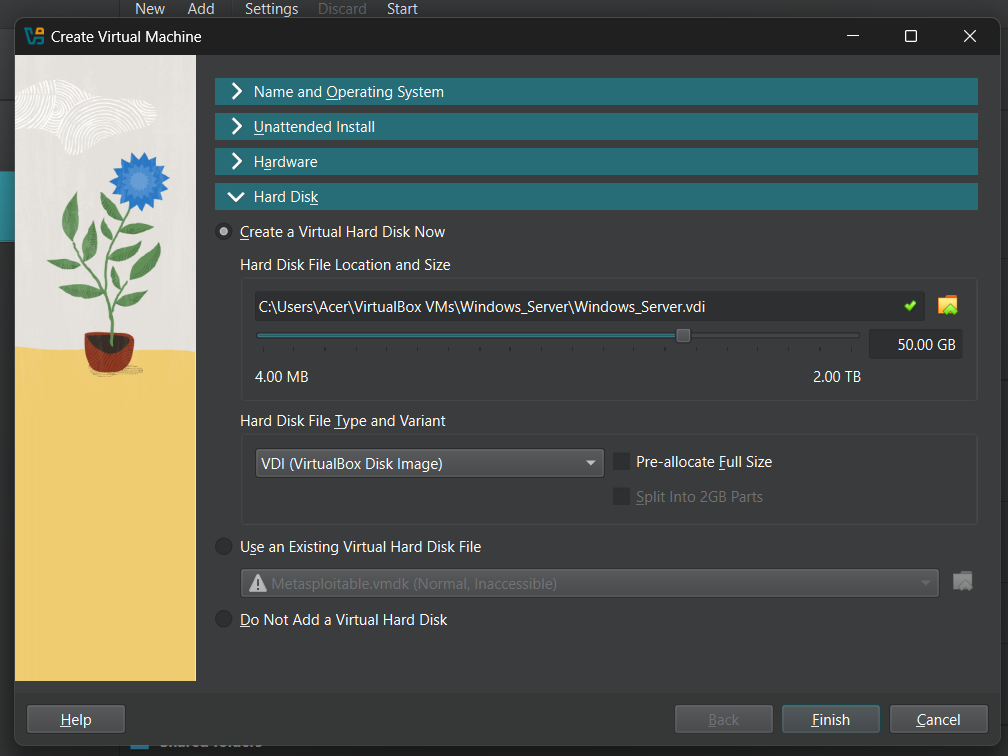 New Add Settings Discard Start
Create Virtual Machine
Name and Operating System
Unattended Install
Hardware
Hard Disk
Create a Virtual Hard Disk Now
Hard Disk File Location and Size
C:\Users\Acer\VirtualBox VMs\Windows_Server\Windows_Server.vdi
50.00 GB
4.00 MB 2.00 TB
Hard Disk File Type and Variant
VDI (VirtualBox Disk Image) Pre-allocate Full Size
Split Into 2GB Parts
Use an Existing Virtual Hard Disk File
Metasploitable.vmdk (Normal, Inaccessible)
Do Not Add a Virtual Hard Disk
Help Back Finish Cancel
Shared folders